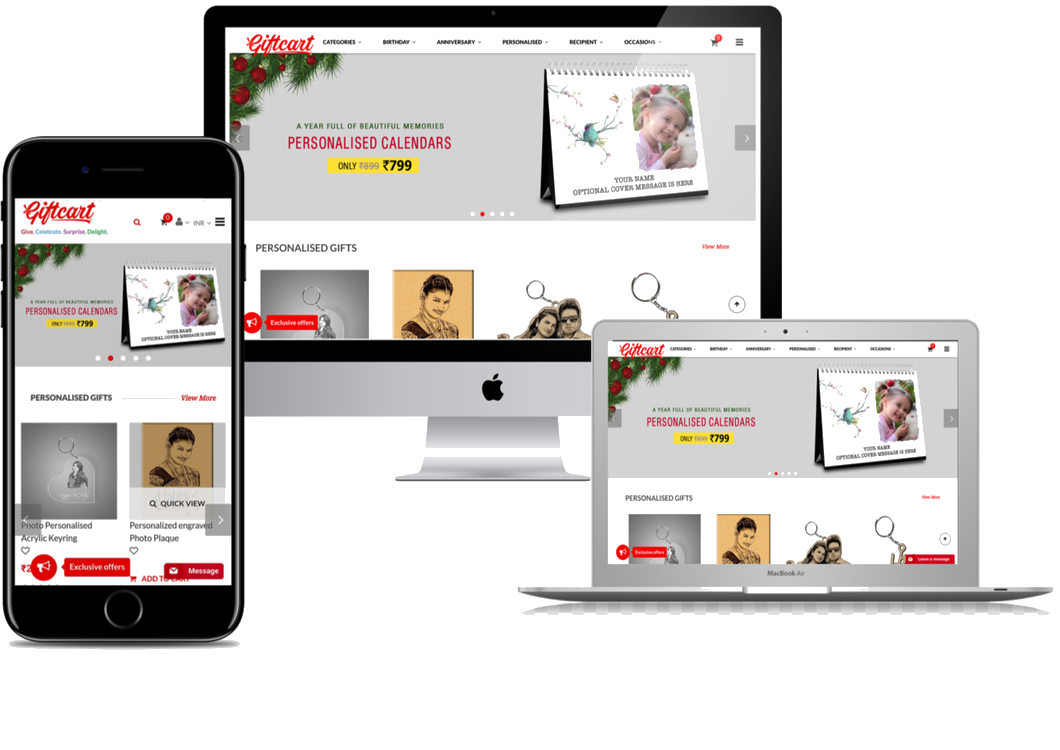 Giftcart CATEGORIES BIRTHDAY ANNIVERSARY PERSONALISED RECIPIENT OCCASIONS 0
A YEAR FULL OF BEAUTIFUL MEMORIES
PERSONALISED CALENDARS
ONLY ₹899 ₹799
YOUR NAME
OPTIONAL COVER MESSAGE IS HERE
PERSONALISED GIFTS View More
Exclusive offers
Giftcart 0 INR
Give. Celebrate. Surprise. Delight.
A YEAR FULL OF BEAUTIFUL MEMORIES
PERSONALISED CALENDARS
ONLY ₹899 ₹799
YOUR NAME
OPTIONAL COVER MESSAGE IS HERE
PERSONALISED GIFTS View More
QUICK VIEW
Photo Personalised
Acrylic Keyring
Personalized engraved
Photo Plaque
Exclusive offers
Message
ADD TO CART
Giftcart CATEGORIES BIRTHDAY ANNIVERSARY PERSONALISED RECIPIENT OCCASIONS 0
A YEAR FULL OF BEAUTIFUL MEMORIES
PERSONALISED CALENDARS
ONLY ₹899 ₹799
YOUR NAME
OPTIONAL COVER MESSAGE IS HERE
PERSONALISED GIFTS View More
Exclusive offers
Leave a message
MacBook Air